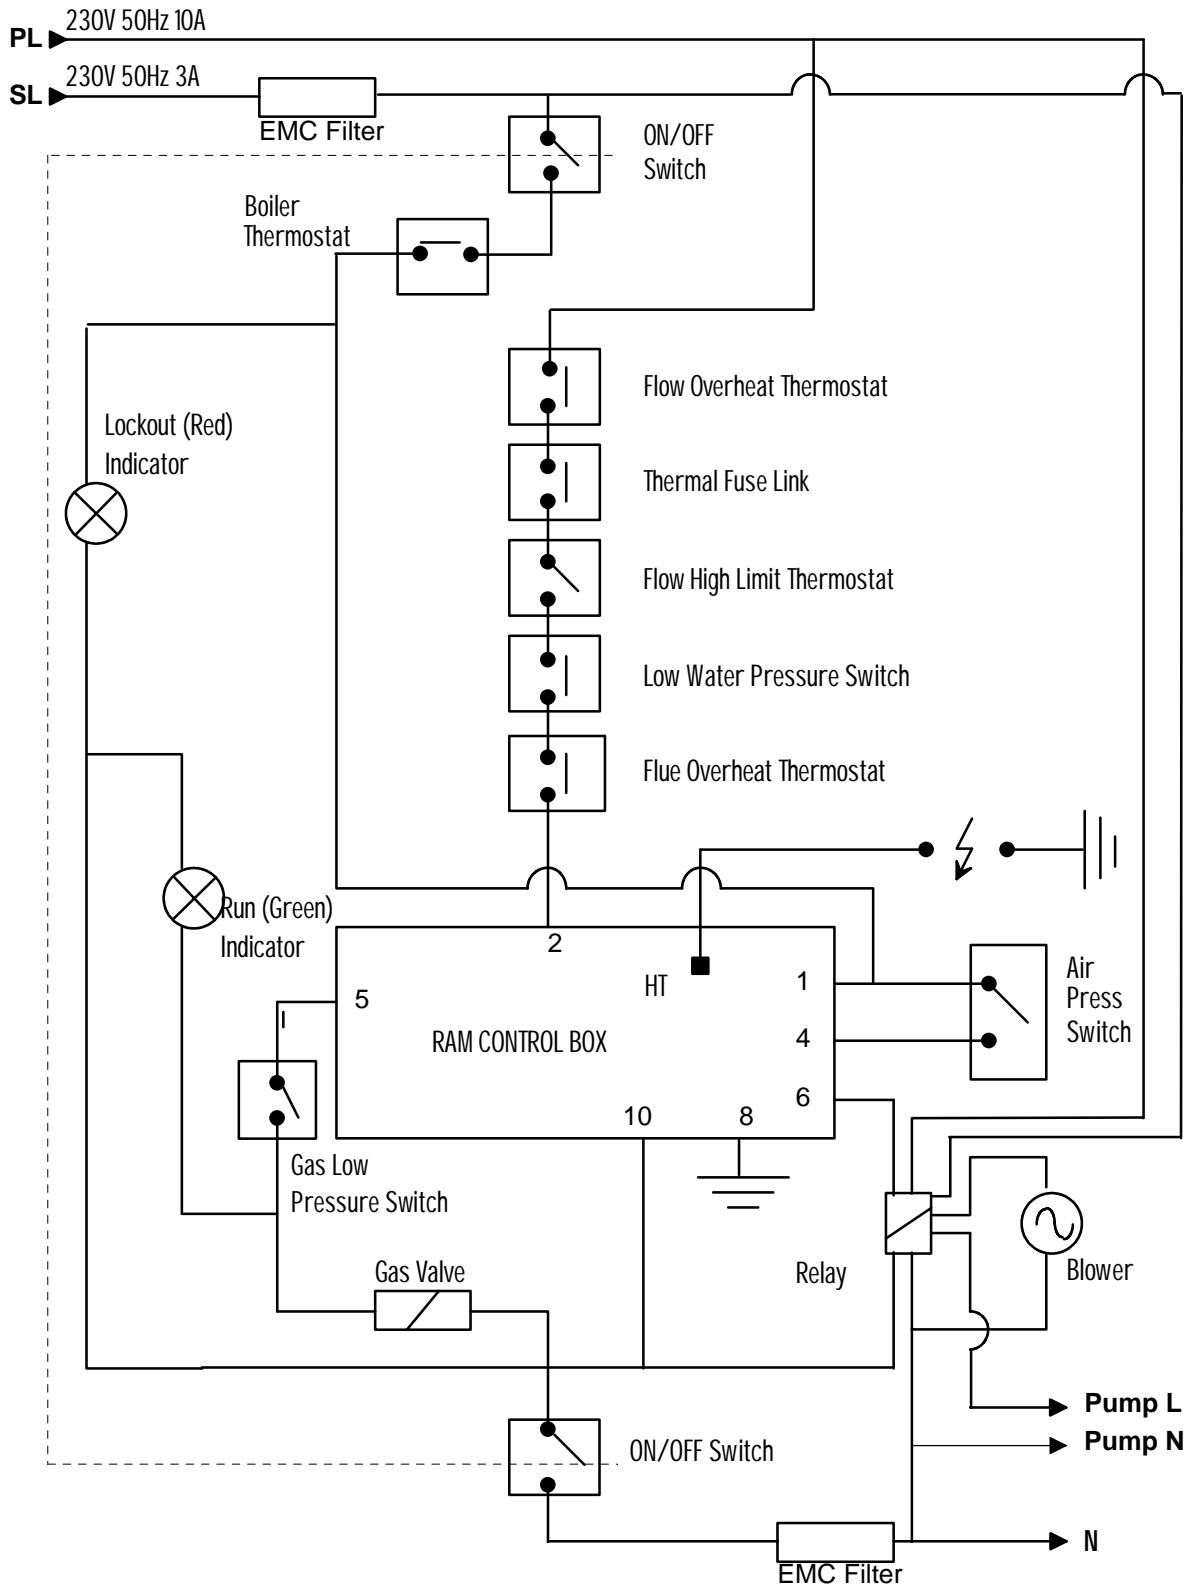 230V 50Hz 10A
PL
230V 50Hz 3A
SL
EMC Filter
ON/OFF
Switch
Boiler
Thermostat
Flow Overheat Thermostat
Lockout (Red)
Indicator
Thermal Fuse Link
Flow High Limit Thermostat
Low Water Pressure Switch
Flue Overheat Thermostat
Run (Green)
Indicator
2
HT
1
5
4
6
10
8
RAM CONTROL BOX
Air
Press
Switch
Gas Low
Pressure Switch
Gas Valve
Relay
Blower
Pump L
Pump N
ON/OFF Switch
N
EMC Filter